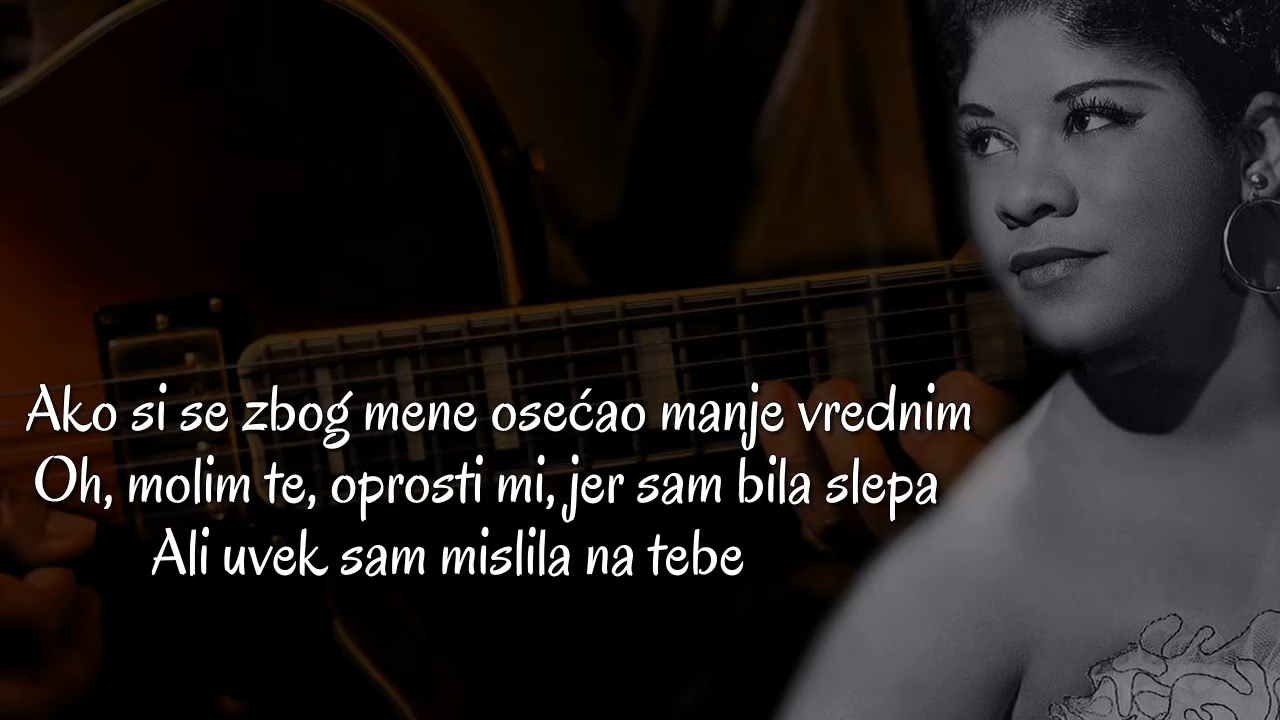 Ako si se zbog mene osećao manje vrednim
Oh, molim te, oprosti mi, jer sam bila slepa
Ali uvek sam mislila na tebe